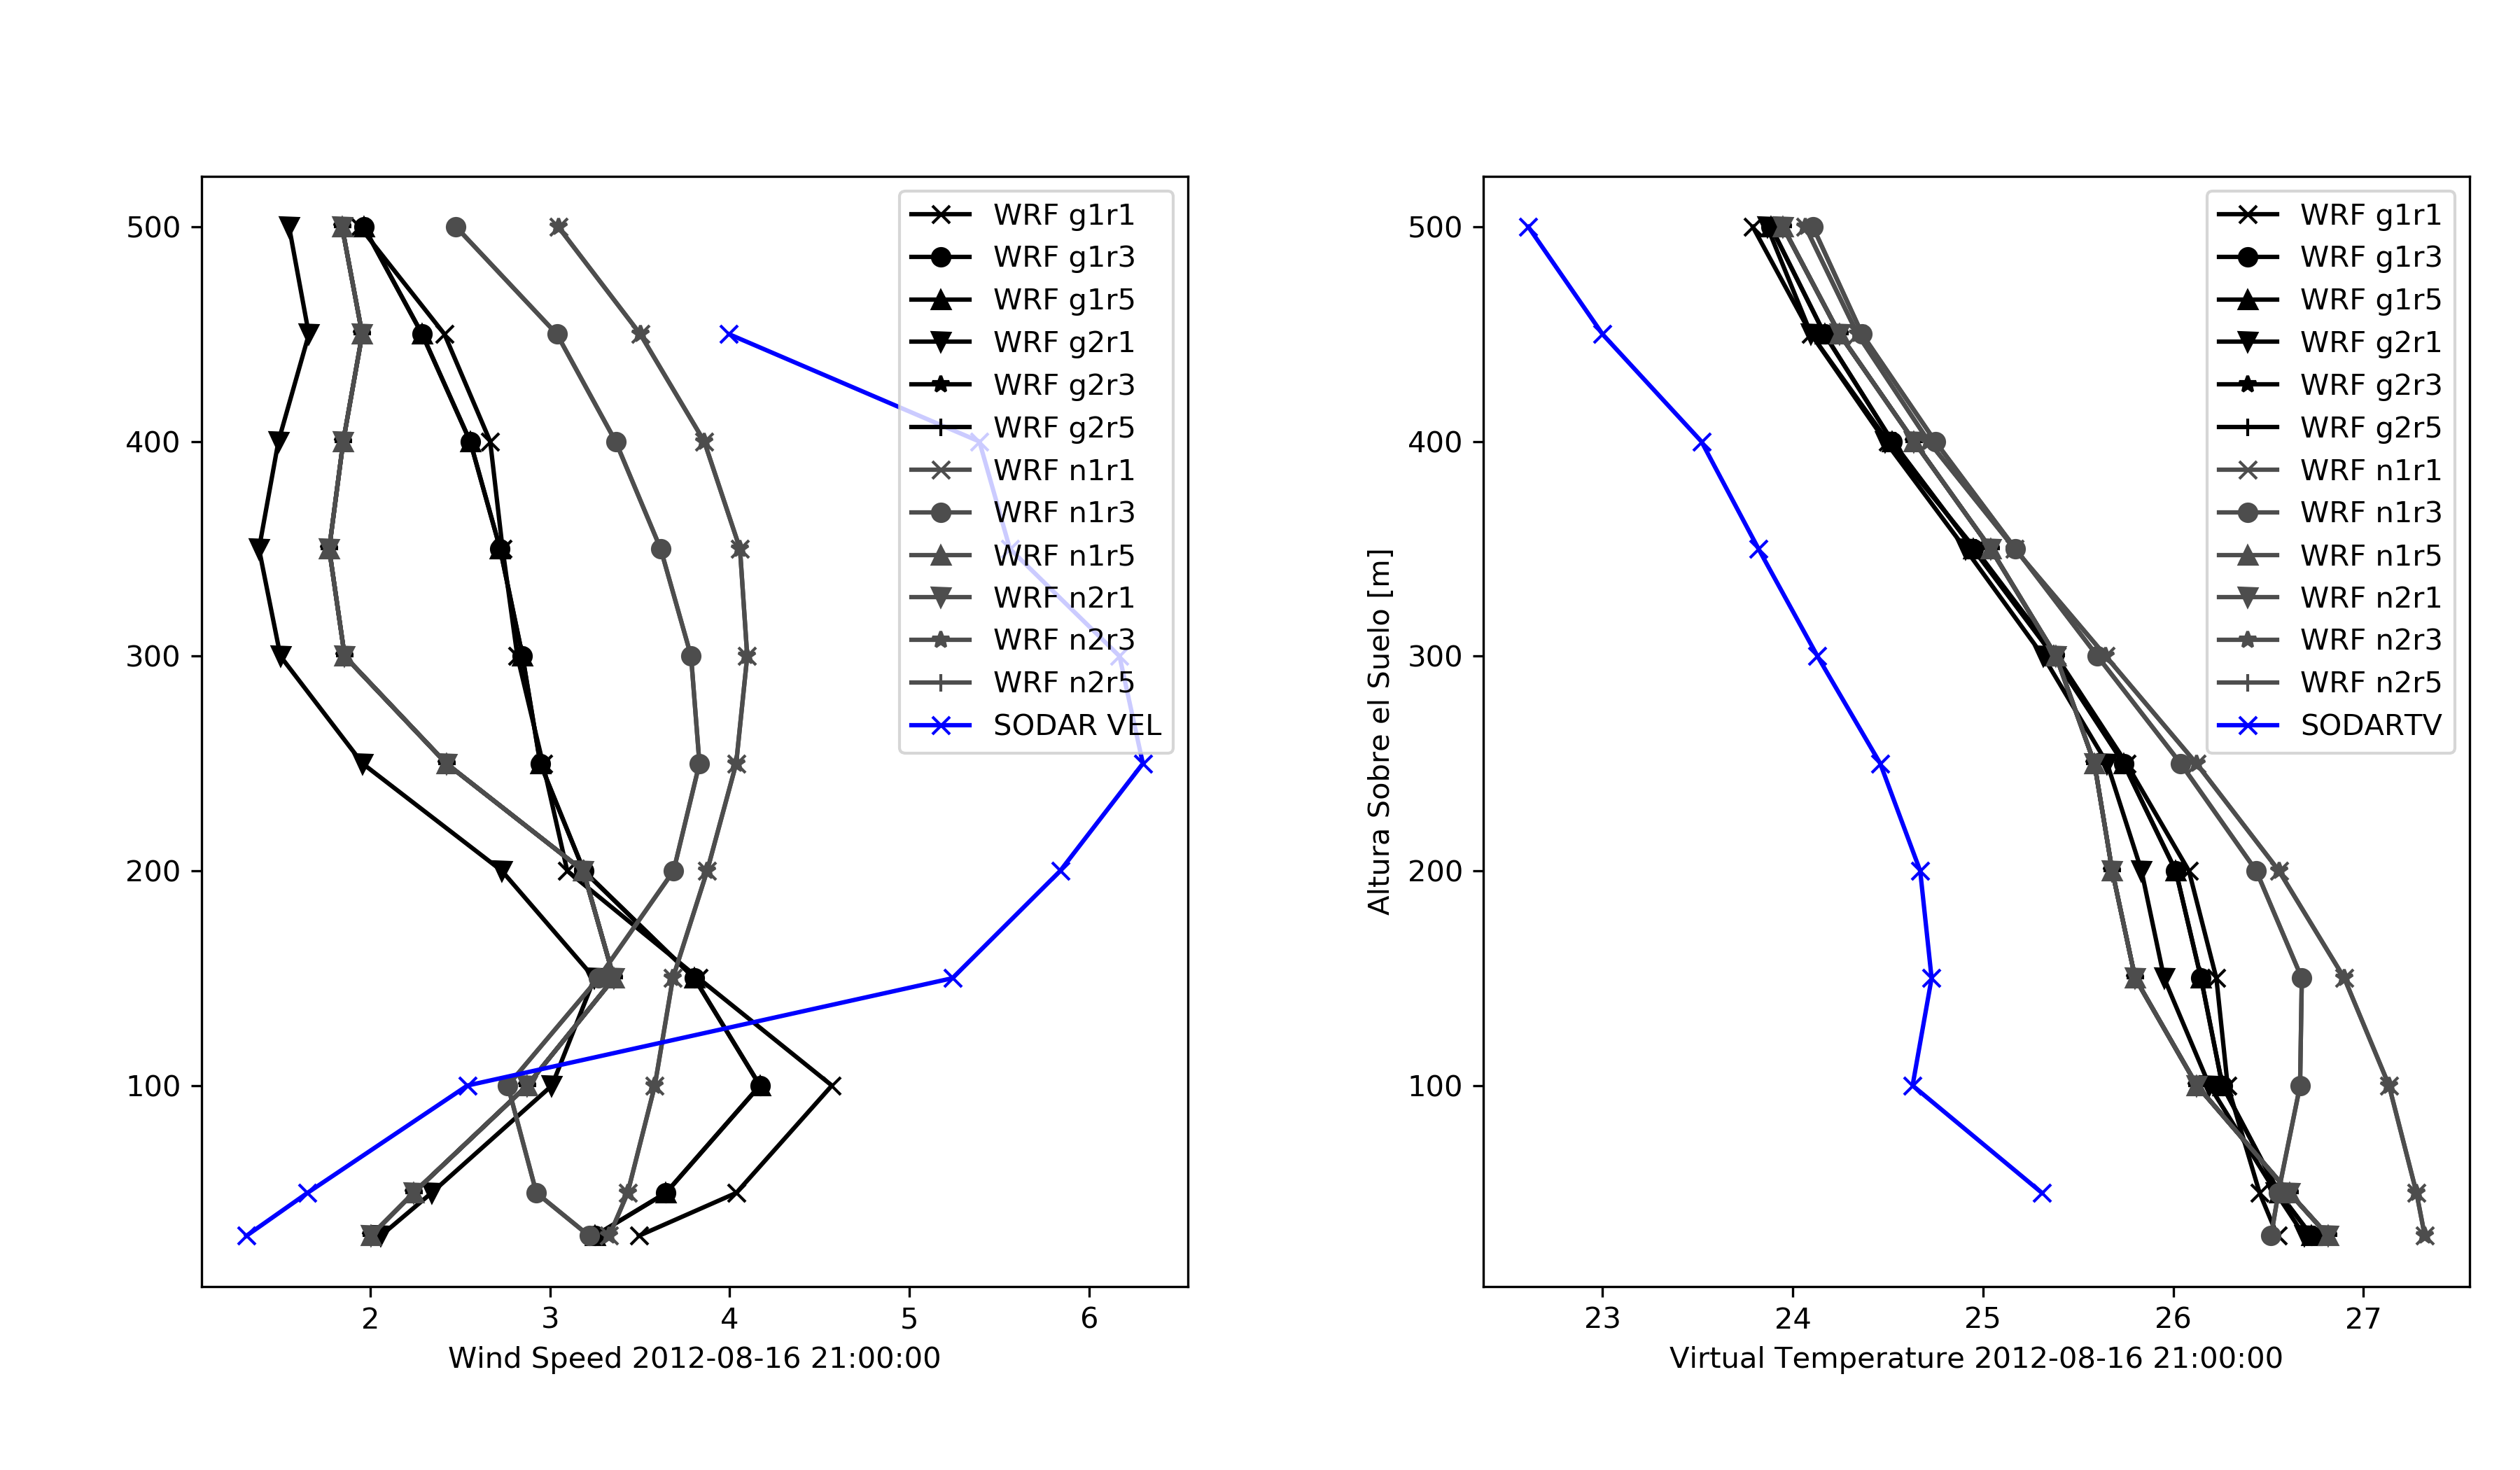 500
400
300
200
100
2 3 4 5 6
Wind Speed 2012-08-16 21:00:00
WRF g1r1
WRF g1r3
WRF g1r5
WRF g2r1
WRF g2r3
WRF g2r5
WRF n1r1
WRF n1r3
WRF n1r5
WRF n2r1
WRF n2r3
WRF n2r5
SODAR VEL
Altura Sobre el Suelo [m]
500
400
300
200
100
23 24 25 26 27
Virtual Temperature 2012-08-16 21:00:00
WRF g1r1
WRF g1r3
WRF g1r5
WRF g2r1
WRF g2r3
WRF g2r5
WRF n1r1
WRF n1r3
WRF n1r5
WRF n2r1
WRF n2r3
WRF n2r5
SODARTV